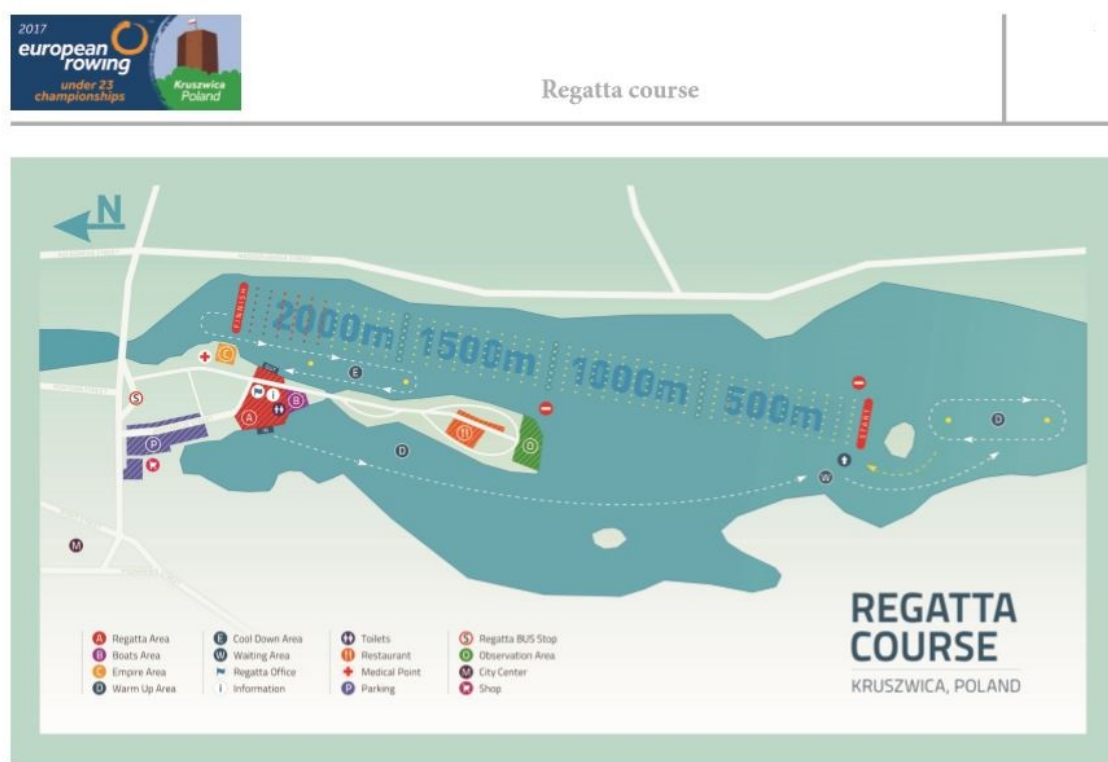 2017
european
rowing
under 23
championships
Kruszwica
Poland
Regatta course
N
FINNISH
2000m
1500m
1000m
500m
START
C
E
S
i
B
A
P
O
D
D
W
M
REGATTA
COURSE
KRUSZWICA, POLAND
A Regatta Area
B Boats Area
C Empire Area
D Warm Up Area
E Cool Down Area
W Waiting Area
Regatta Office
i Information
Toilets
Restaurant
Medical Point
P Parking
S Regatta BUS Stop
O Observation Area
M City Center
Shop